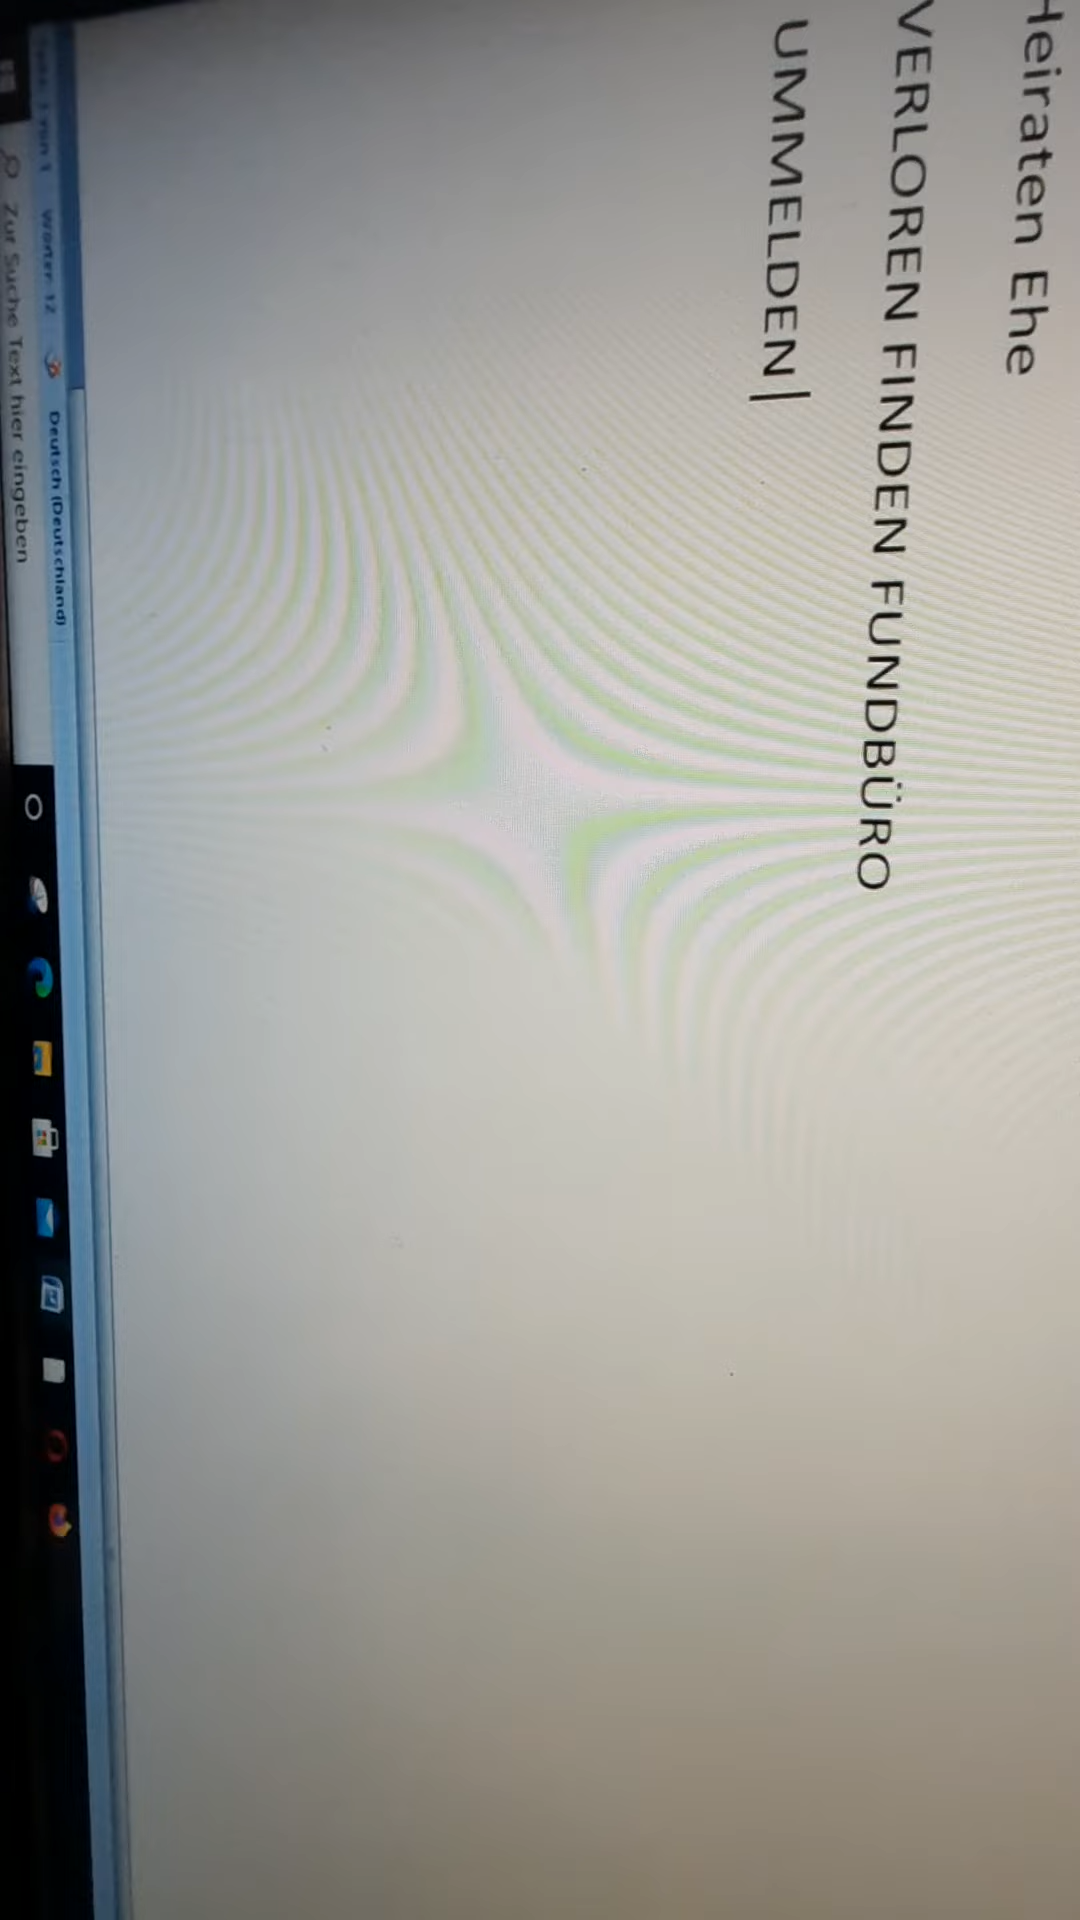 Heiraten Ehe
VERLOREN FINDEN FUNDBÜRO
UMMELDEN
Wörter: 12 Deutsch (Deutschland)
Zur Suche Text hier eingeben